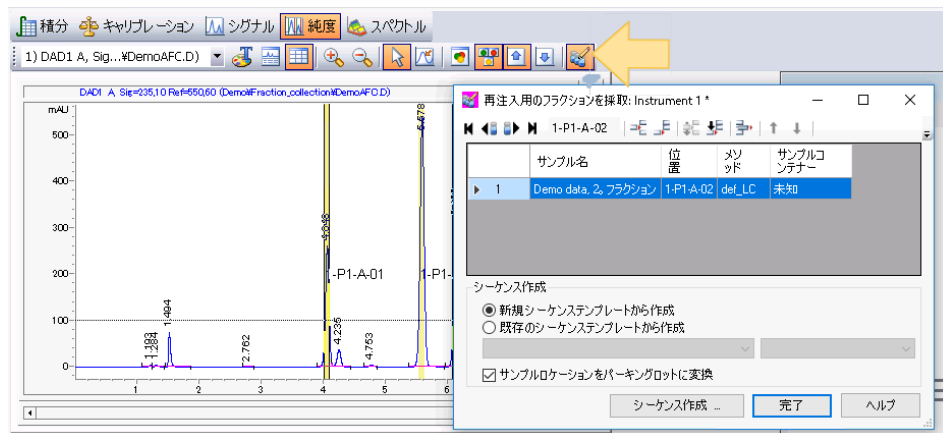 積分 キャリブレーション シグナル 純度 スペクトル
1) DAD1 A, Sig...¥DemoAFC.D)
DAD1 A, Sig=235,10 Ref=550,60 (Demo¥Fraction_collection¥DemoAFC.D)
mAU
500
400
300
200
100
0
1
2
3
4
5
6
1.193
1.284
1.494
2.762
4.048
4.235
4.753
5.578
-P1-A-01
1-P1-
再注入用のフラクションを採取: Instrument 1 *
1-P1-A-02
サンプル名 位置 メソッド サンプルコンテナー
1 Demo data, 2。フラクション 1-P1-A-02 def_LC 未知
シーケンス作成
新規シーケンステンプレートから作成
既存のシーケンステンプレートから作成
サンプルロケーションをパーキングロットに変換
シーケンス作成 ... 完了 ヘルプ